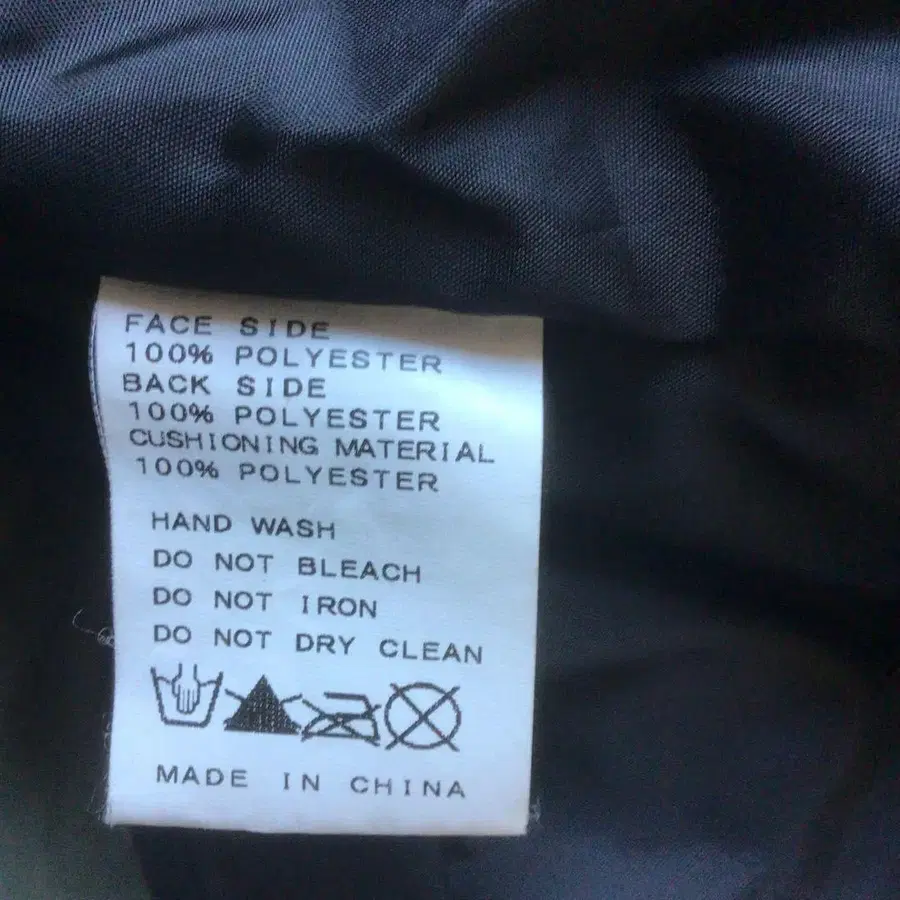 FACE SIDE
100% POLYESTER
BACK SIDE
100% POLYESTER
CUSHIONING MATERIAL
100% POLYESTER
HAND WASH
DO NOT BLEACH
DO NOT IRON
DO NOT DRY CLEAN
MADE IN CHINA